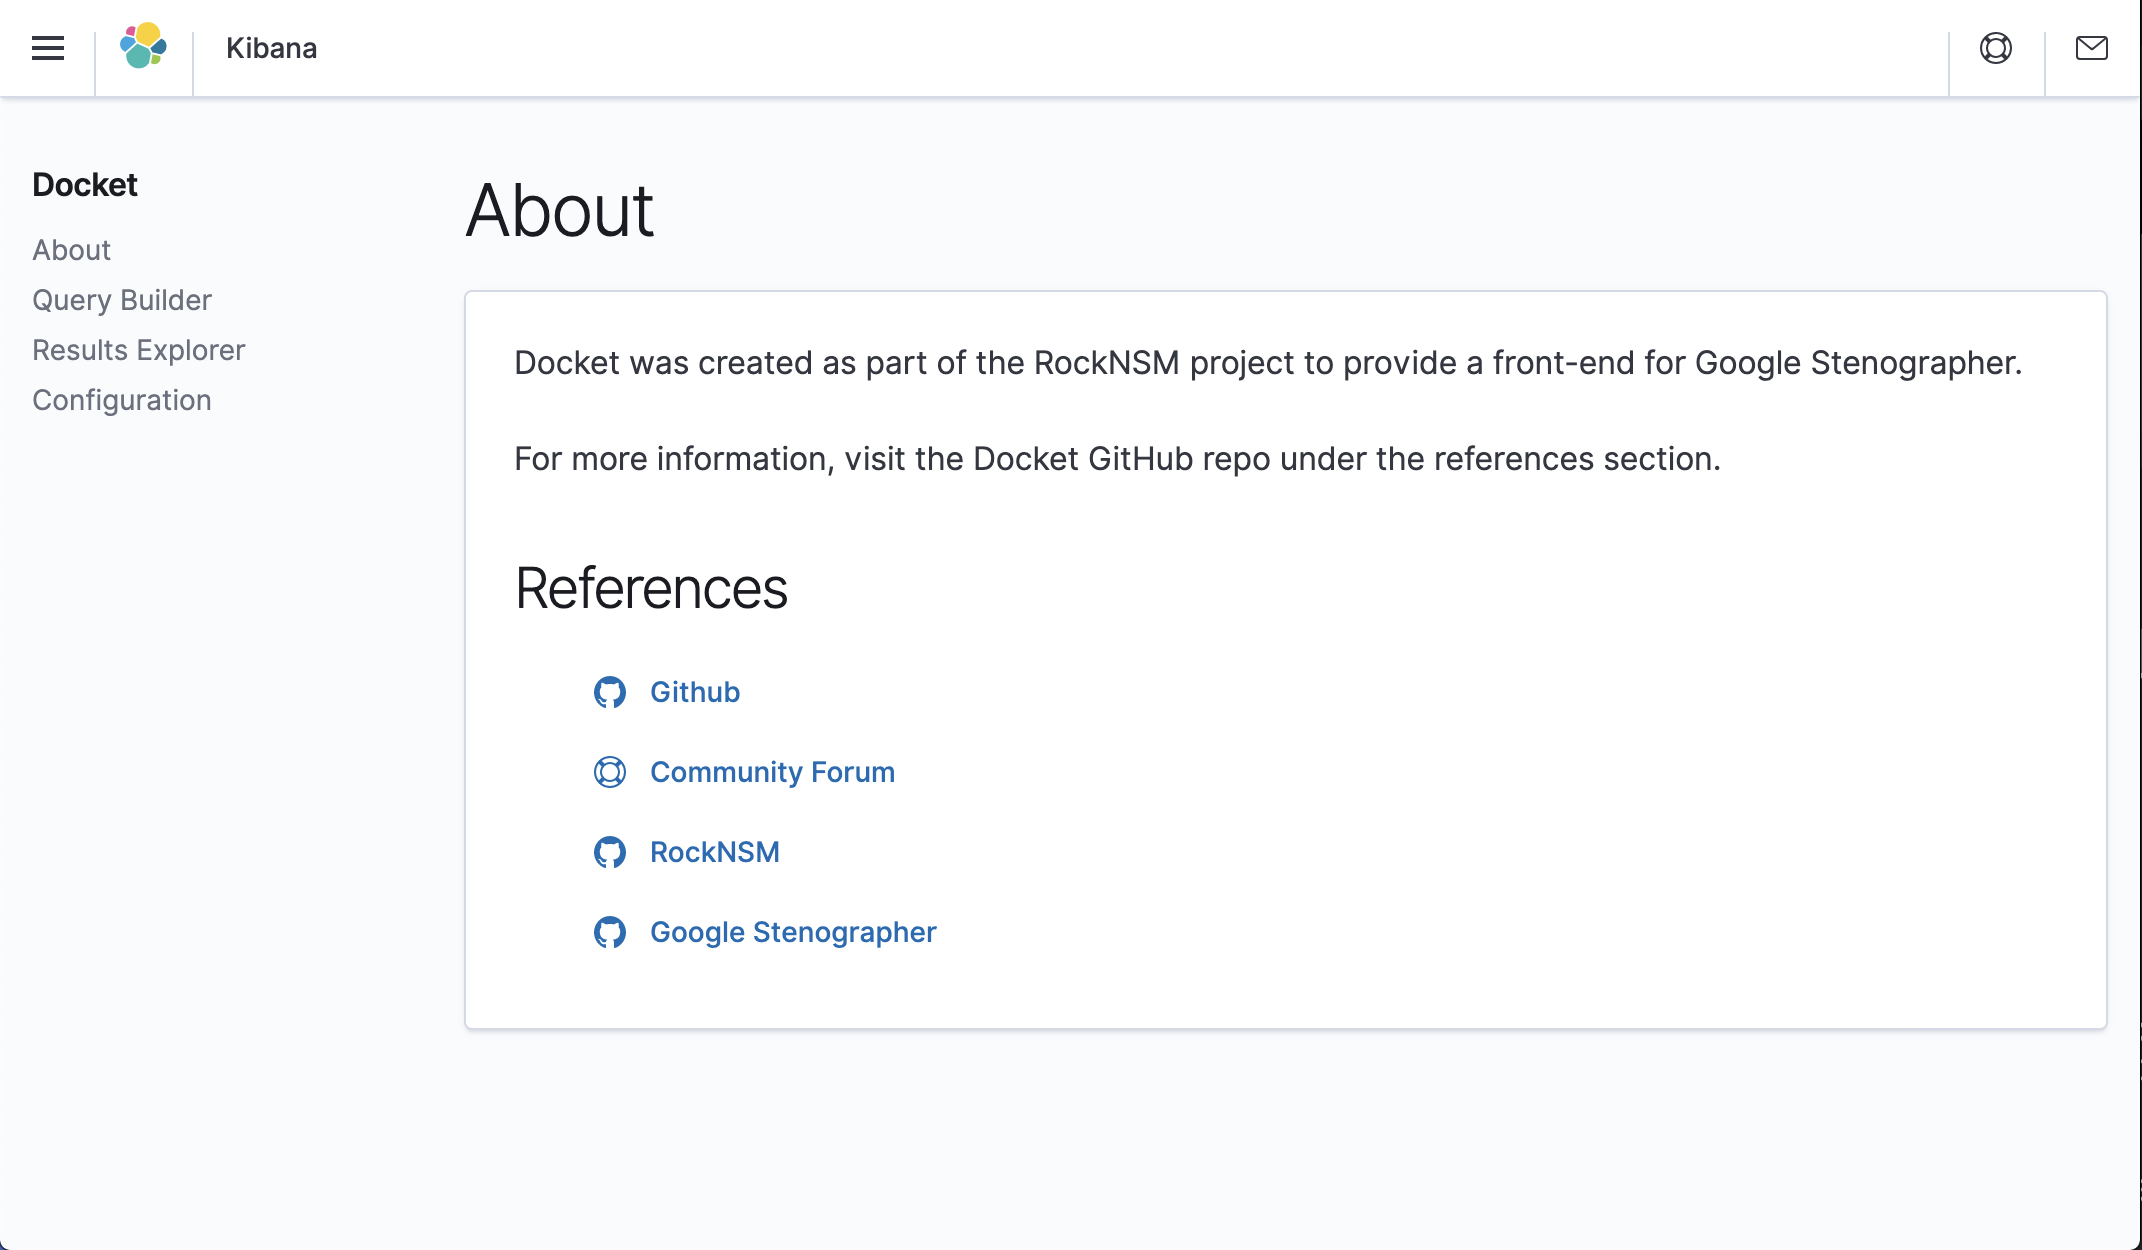 Kibana
Docket
About
Query Builder
Results Explorer
Configuration
About
Docket was created as part of the RockNSM project to provide a front-end for Google Stenographer.
For more information, visit the Docket GitHub repo under the references section.
References
Github
Community Forum
RockNSM
Google Stenographer